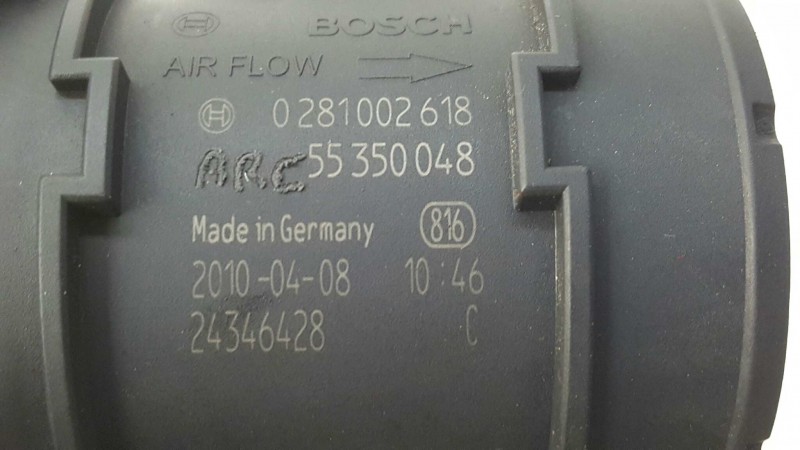 BOSCH
AIR FLOW
0 281 002 618
ARC 55 350 048
Made in Germany 816
2010-04-08 10:46
24346428 C